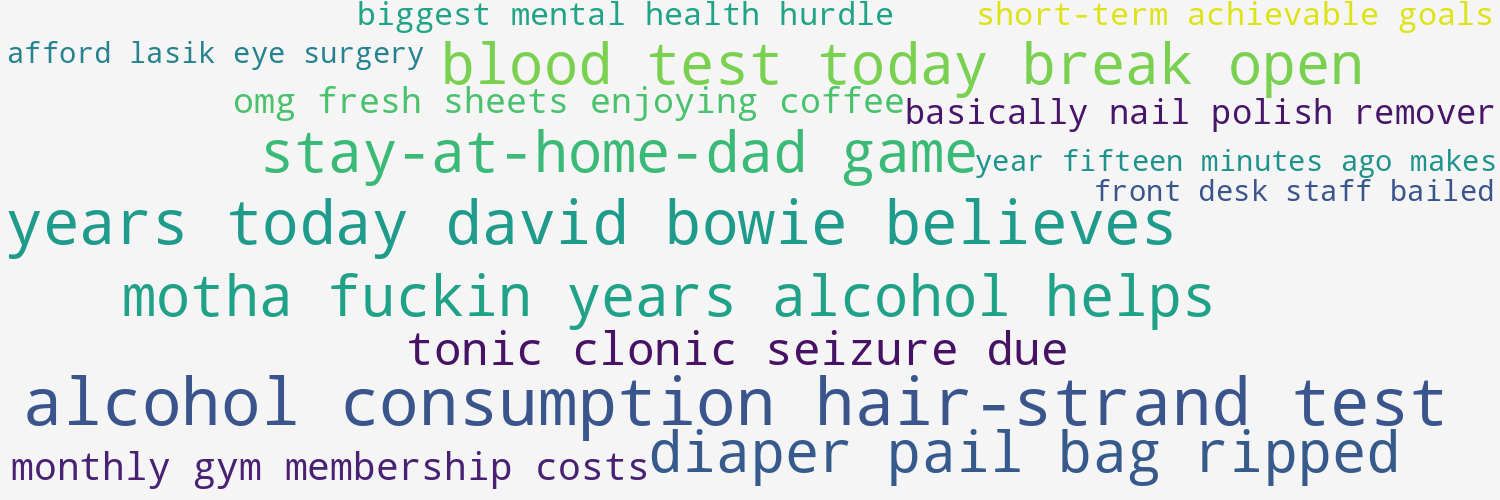 biggest mental health hurdle
short-term achievable goals
afford lasik eye surgery
blood test today break open
omg fresh sheets enjoying coffee
basically nail polish remover
stay-at-home-dad game
year fifteen minutes ago makes
front desk staff bailed
years today david bowie believes
motha fuckin years alcohol helps
tonic clonic seizure due
alcohol consumption hair-strand test
diaper pail bag ripped
monthly gym membership costs